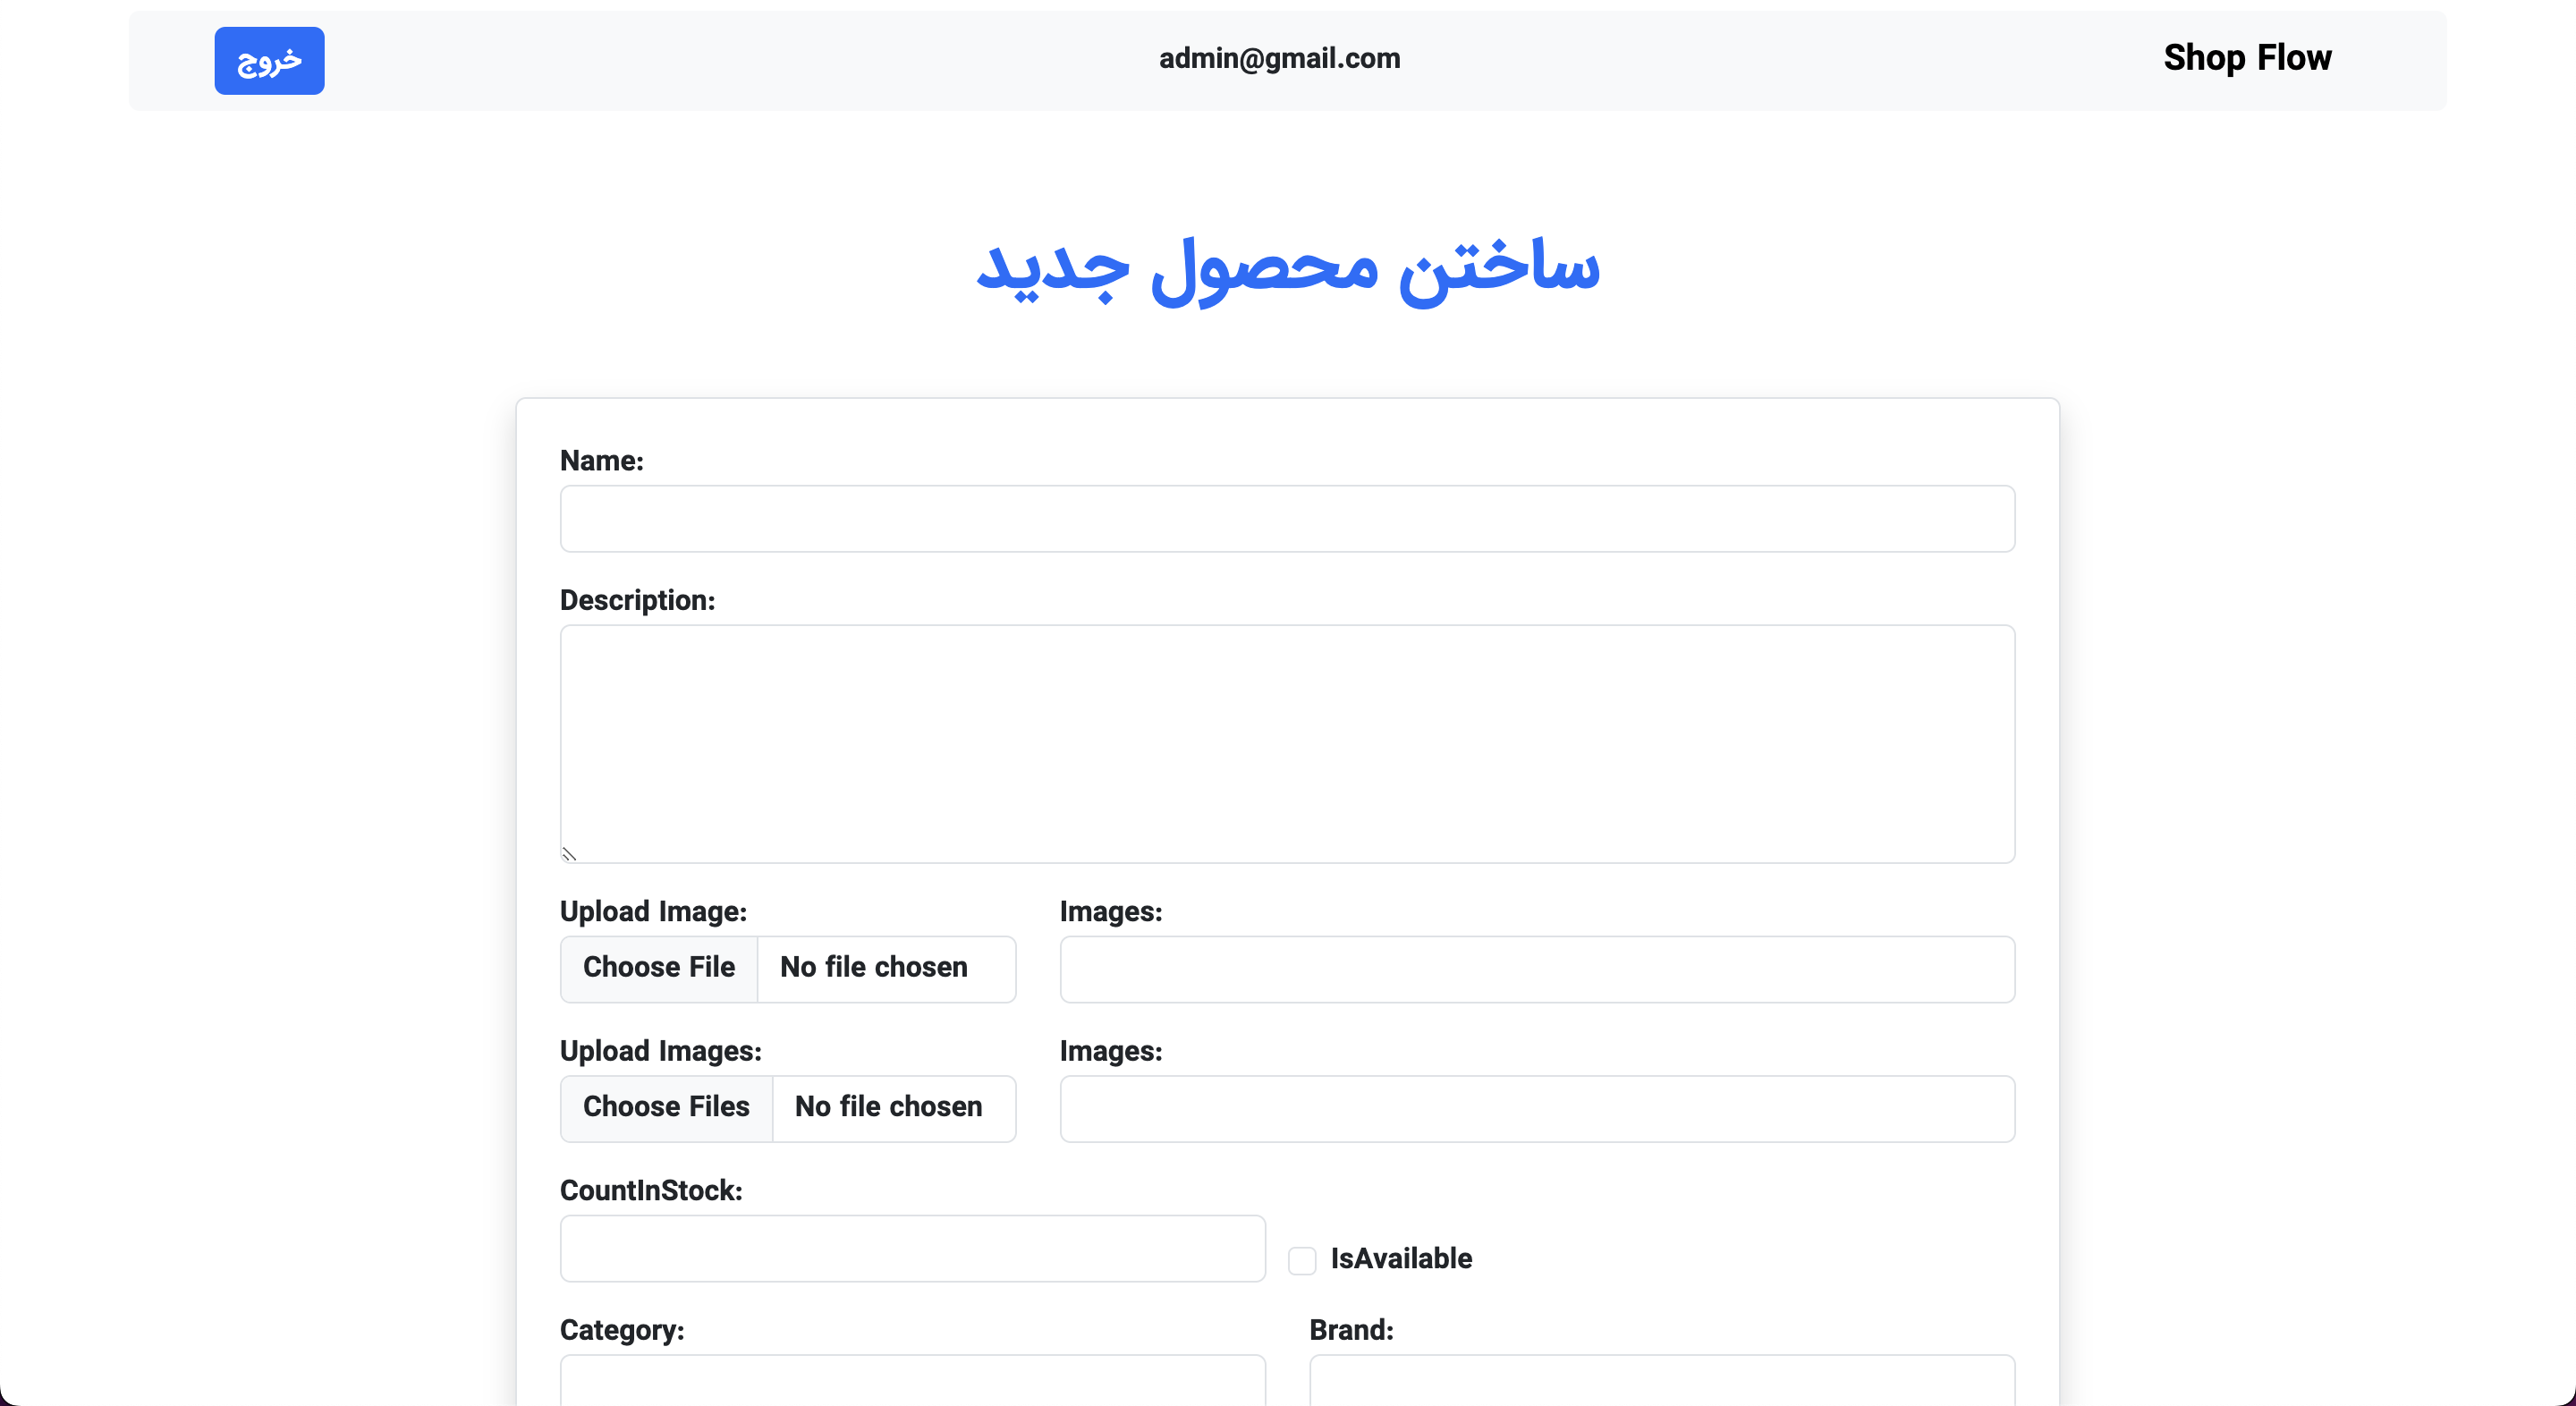 Shop Flow
admin@gmail.com
خروج
ساختن محصول جدید
Name:
Description:
Upload Image:
Choose File No file chosen
Images:
Upload Images:
Choose Files No file chosen
Images:
CountInStock:
IsAvailable
Category:
Brand: